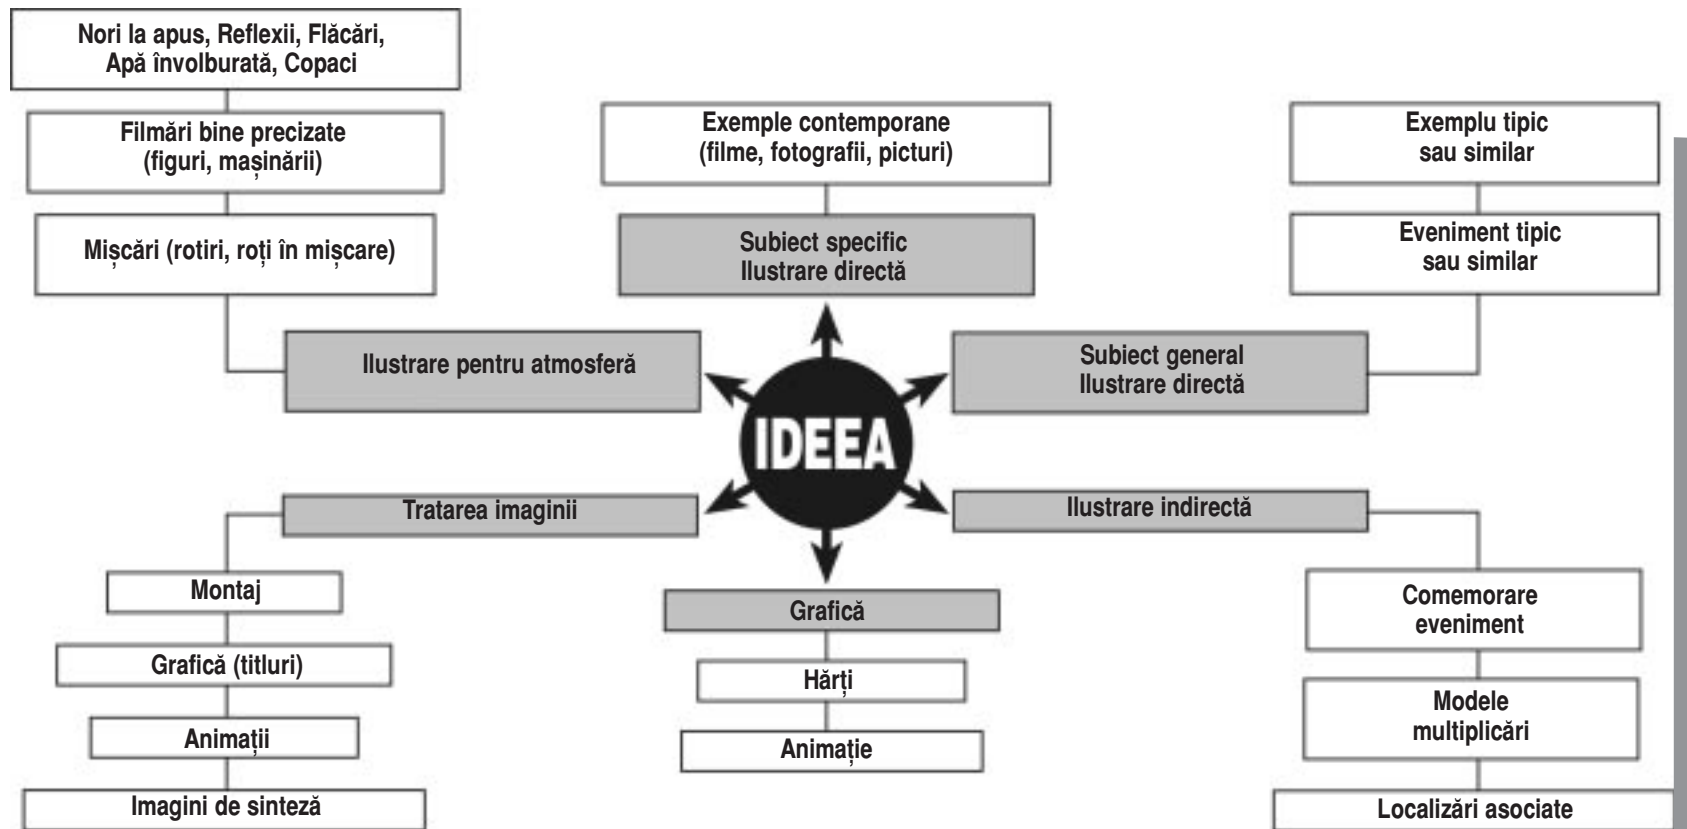 Nori la apus, Reflexii, Flăcări,
Apă învolburată, Copaci
Filmări bine precizate
(figuri, mașinării)
Mișcări (rotiri, roți în mișcare)
Ilustrare pentru atmosferă
Exemple contemporane
(filme, fotografii, picturi)
Subiect specific
Ilustrare directă
Exemplu tipic
sau similar
Eveniment tipic
sau similar
Subiect general
Ilustrare directă
IDEEA
Tratarea imaginii
Montaj
Grafică (titluri)
Animații
Imagini de sinteză
Grafică
Hărți
Animație
Ilustrare indirectă
Comemorare
eveniment
Modele
multiplicări
Localizări asociate